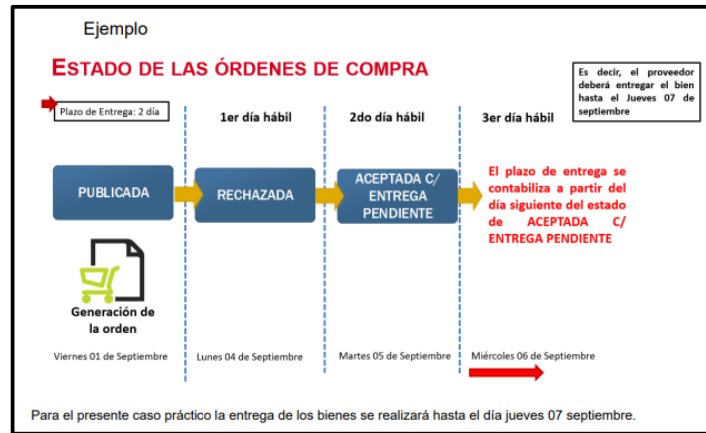 Ejemplo
ESTADO DE LAS ÓRDENES DE COMPRA
Es decir, el proveedor
deberá entregar el bien
hasta el Jueves 07 de
septiembre
Plazo de Entrega: 2 día
1er día hábil
2do día hábil
3er día hábil
PUBLICADA
RECHAZADA
ACEPTADA C/
ENTREGA
PENDIENTE
El plazo de entrega se
contabiliza a partir del
día siguiente del estado
de ACEPTADA C/
ENTREGA PENDIENTE
Generación de
la orden
Viernes 01 de Septiembre
Lunes 04 de Septiembre
Martes 05 de Septiembre
Miércoles 06 de Septiembre
Para el presente caso práctico la entrega de los bienes se realizará hasta el día jueves 07 septiembre.